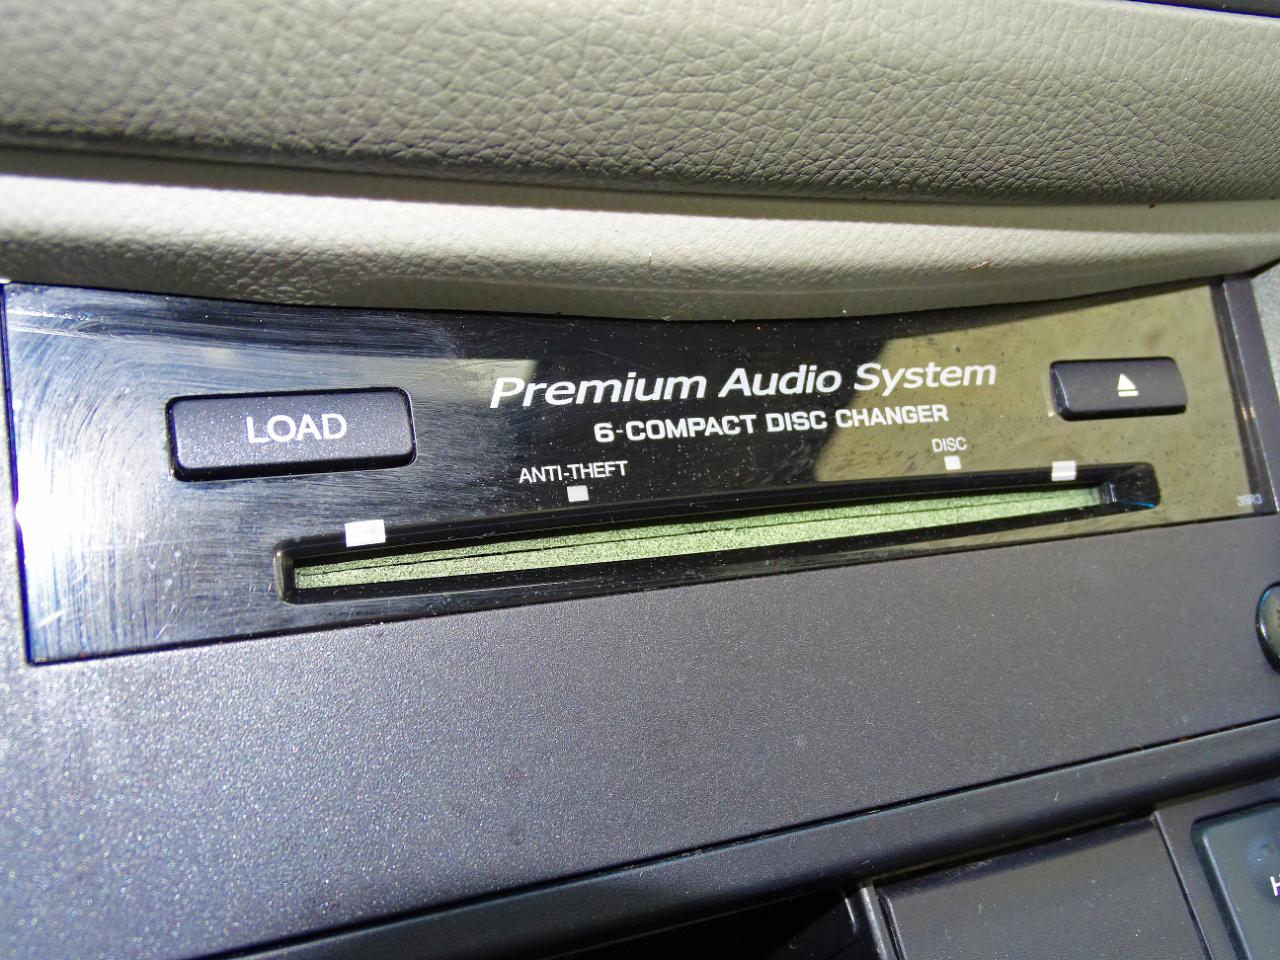 Premium Audio System
LOAD
6-COMPACT DISC CHANGER
ANTI-THEFT
DISC